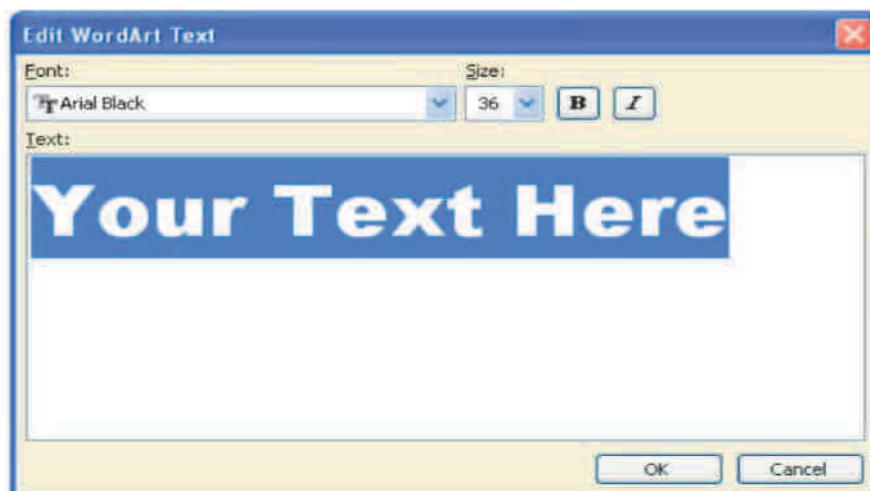 Edit WordArt Text
Font: Size:
Arial Black 36 B I
Text:
Your Text Here
OK Cancel